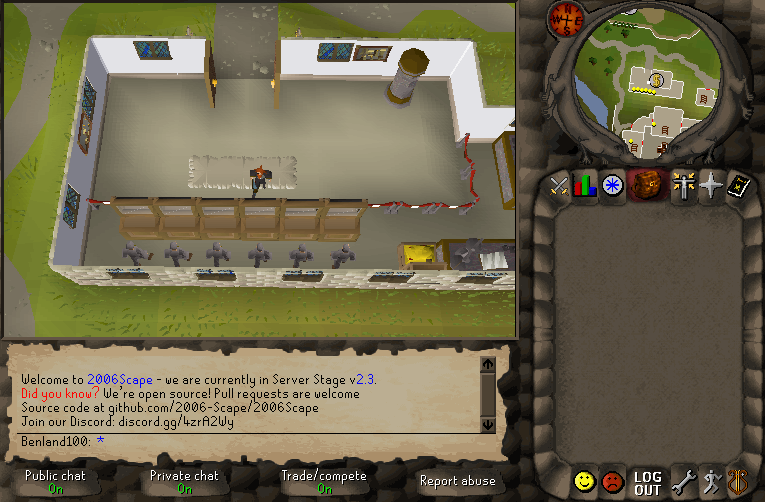 N
W E
S
Welcome to 2006Scape - we are currently in Server Stage v2.3.
Did you know? We're open source! Pull requests are welcome
Source code at github.com/2006-Scape/2006Scape
Join our Discord: discord.gg/4zrA2Wy
Benland100: *
Public chat
On
Private chat
On
Trade/compete
On
Report abuse
LOG
OUT